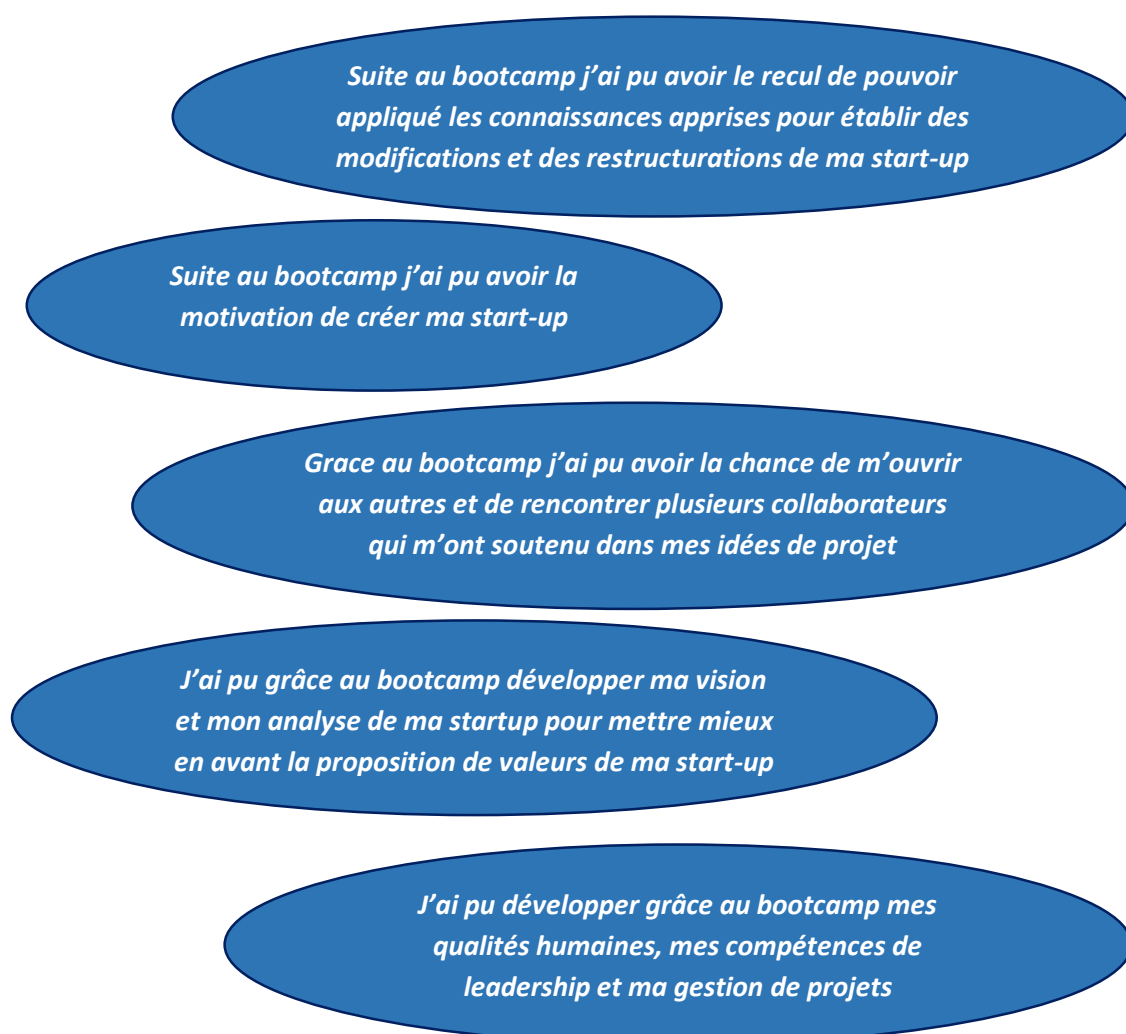 Suite au bootcamp j’ai pu avoir le recul de pouvoir
appliqué les connaissances apprises pour établir des
modifications et des restructurations de ma start-up
Suite au bootcamp j’ai pu avoir la
motivation de créer ma start-up
Grace au bootcamp j’ai pu avoir la chance de m’ouvrir
aux autres et de rencontrer plusieurs collaborateurs
qui m’ont soutenu dans mes idées de projet
J’ai pu grâce au bootcamp développer ma vision
et mon analyse de ma startup pour mettre mieux
en avant la proposition de valeurs de ma start-up
J’ai pu développer grâce au bootcamp mes
qualités humaines, mes compétences de
leadership et ma gestion de projets